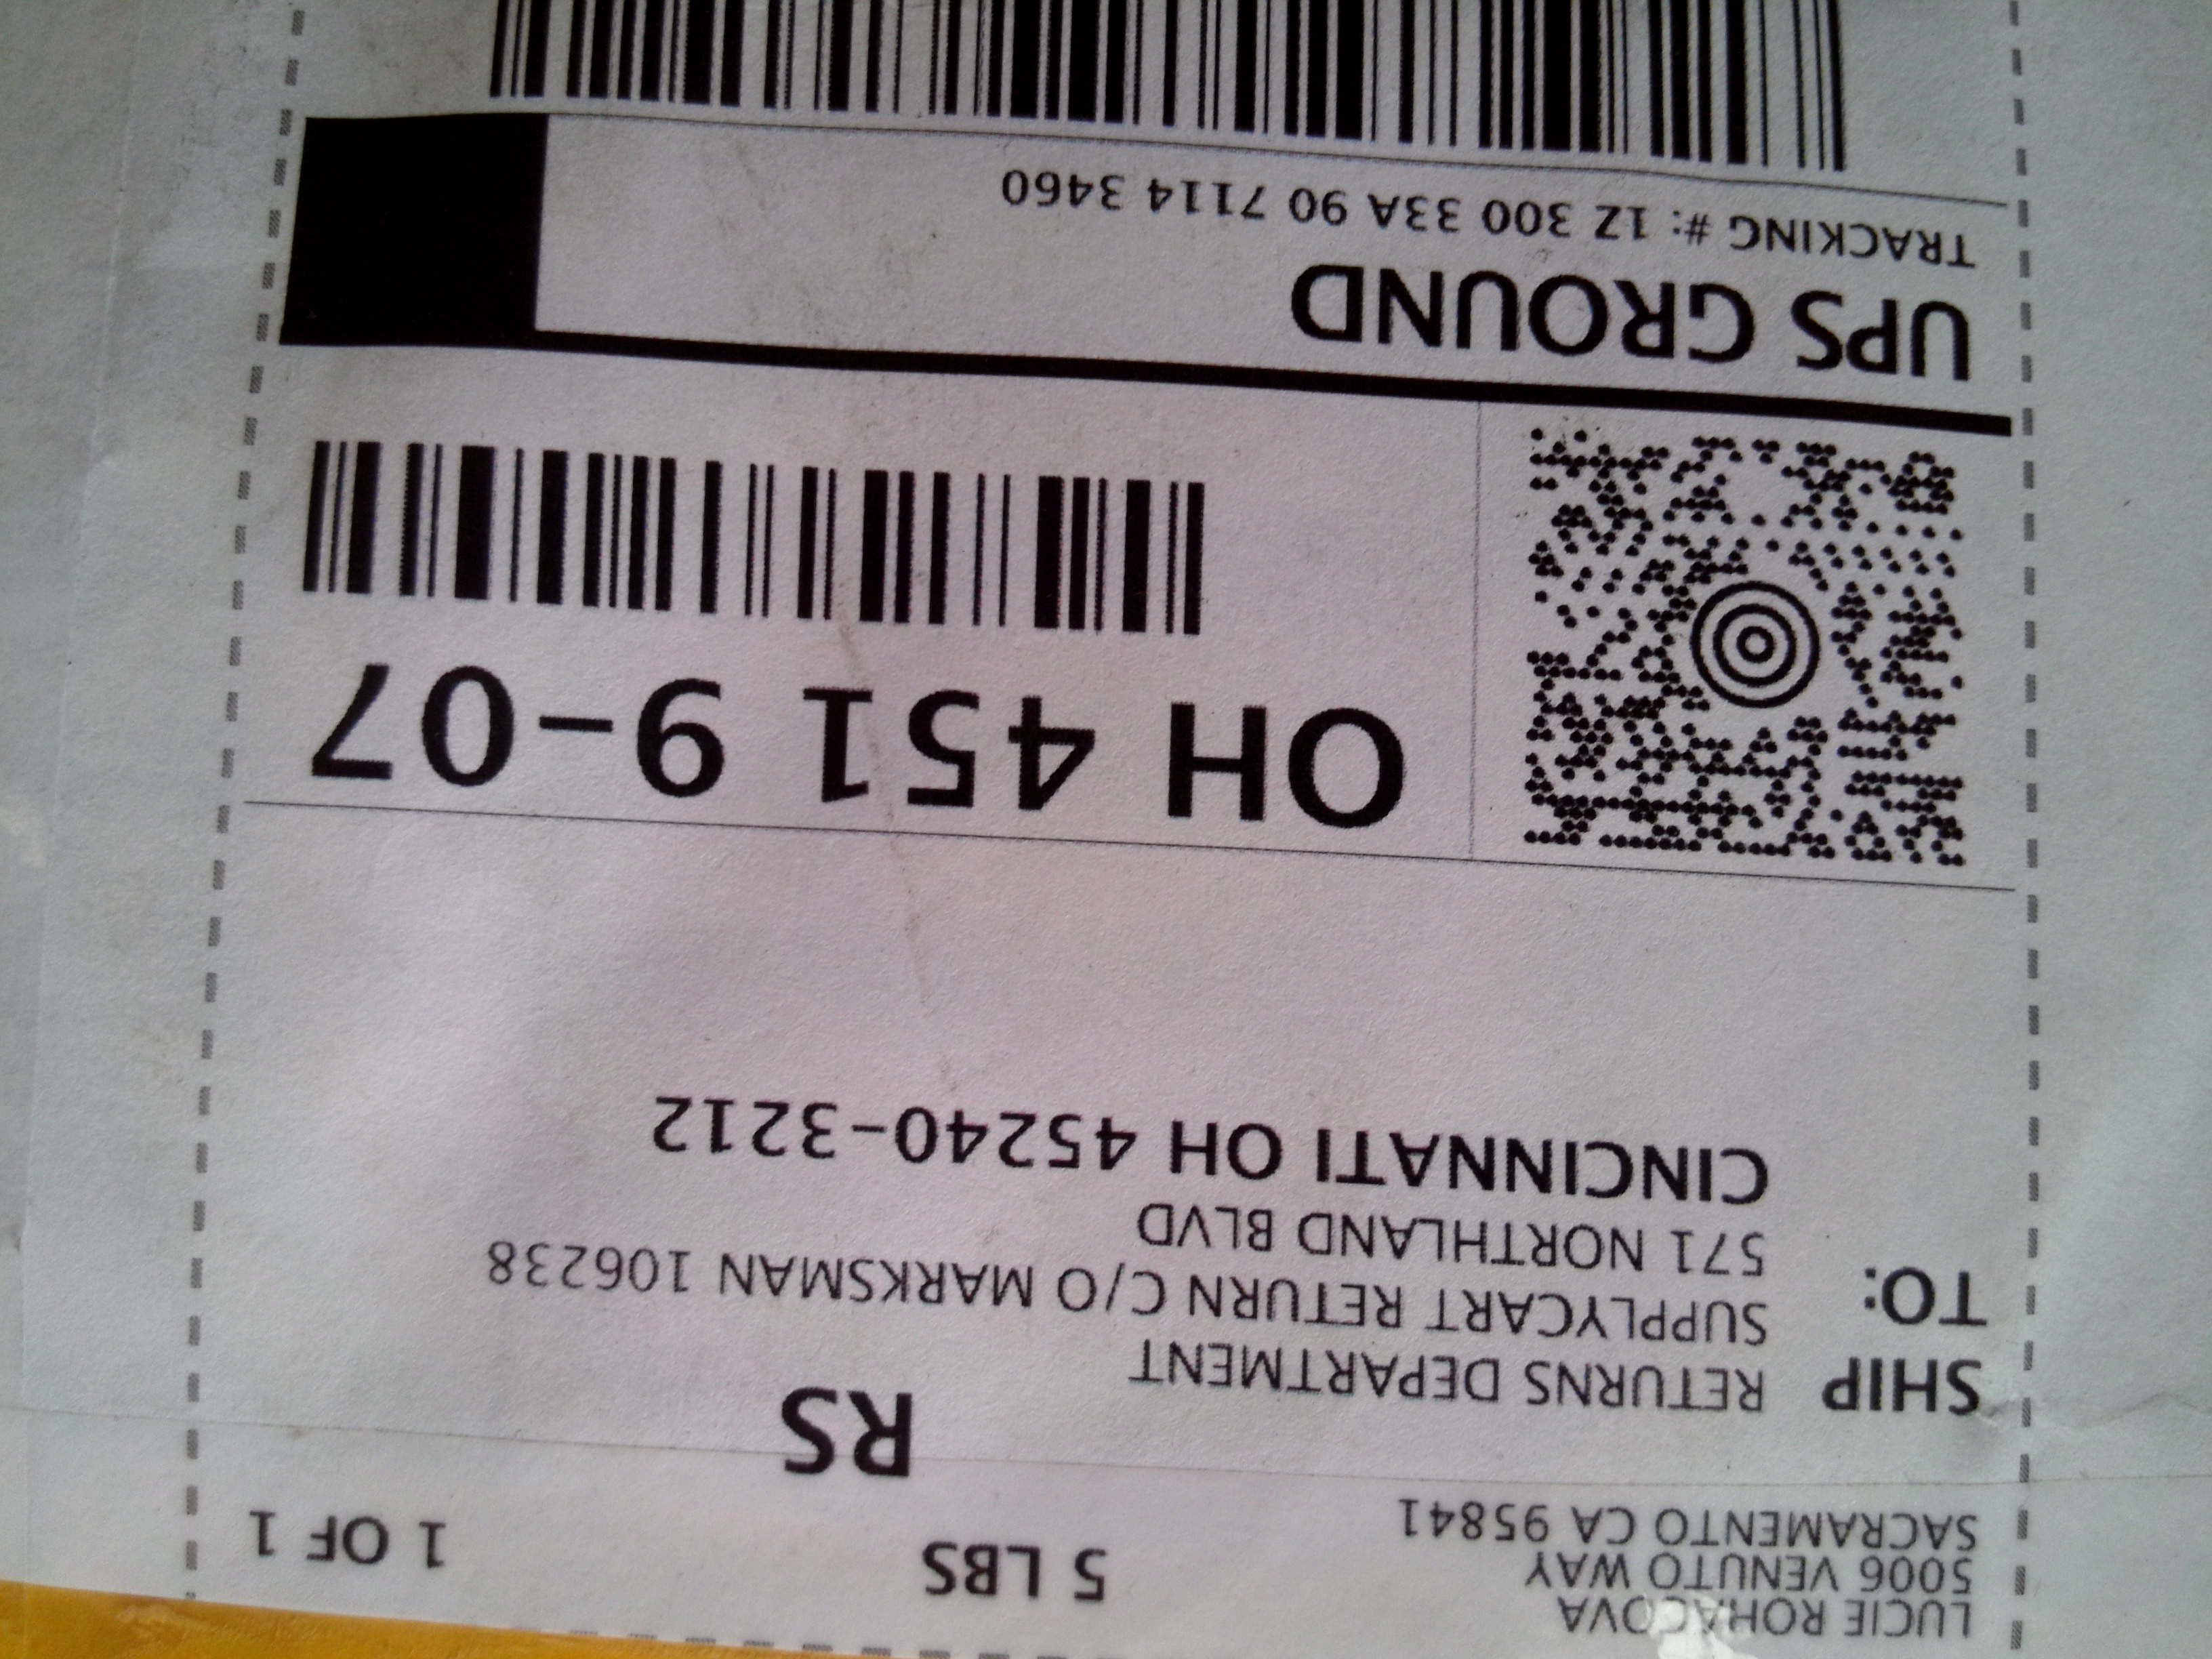 LUCIE ROHACOVA
5006 VENUTO WAY
SACRAMENTO CA 95841
5 LBS
1 OF 1
RS
SHIP TO:
RETURNS DEPARTMENT
SUPPLYCART RETURN C/O MARKSMAN 106238
571 NORTHLAND BLVD
CINCINNATI OH 45240-3212
OH 451 9-07
UPS GROUND
TRACKING #: 1Z 300 33A 90 7114 3460